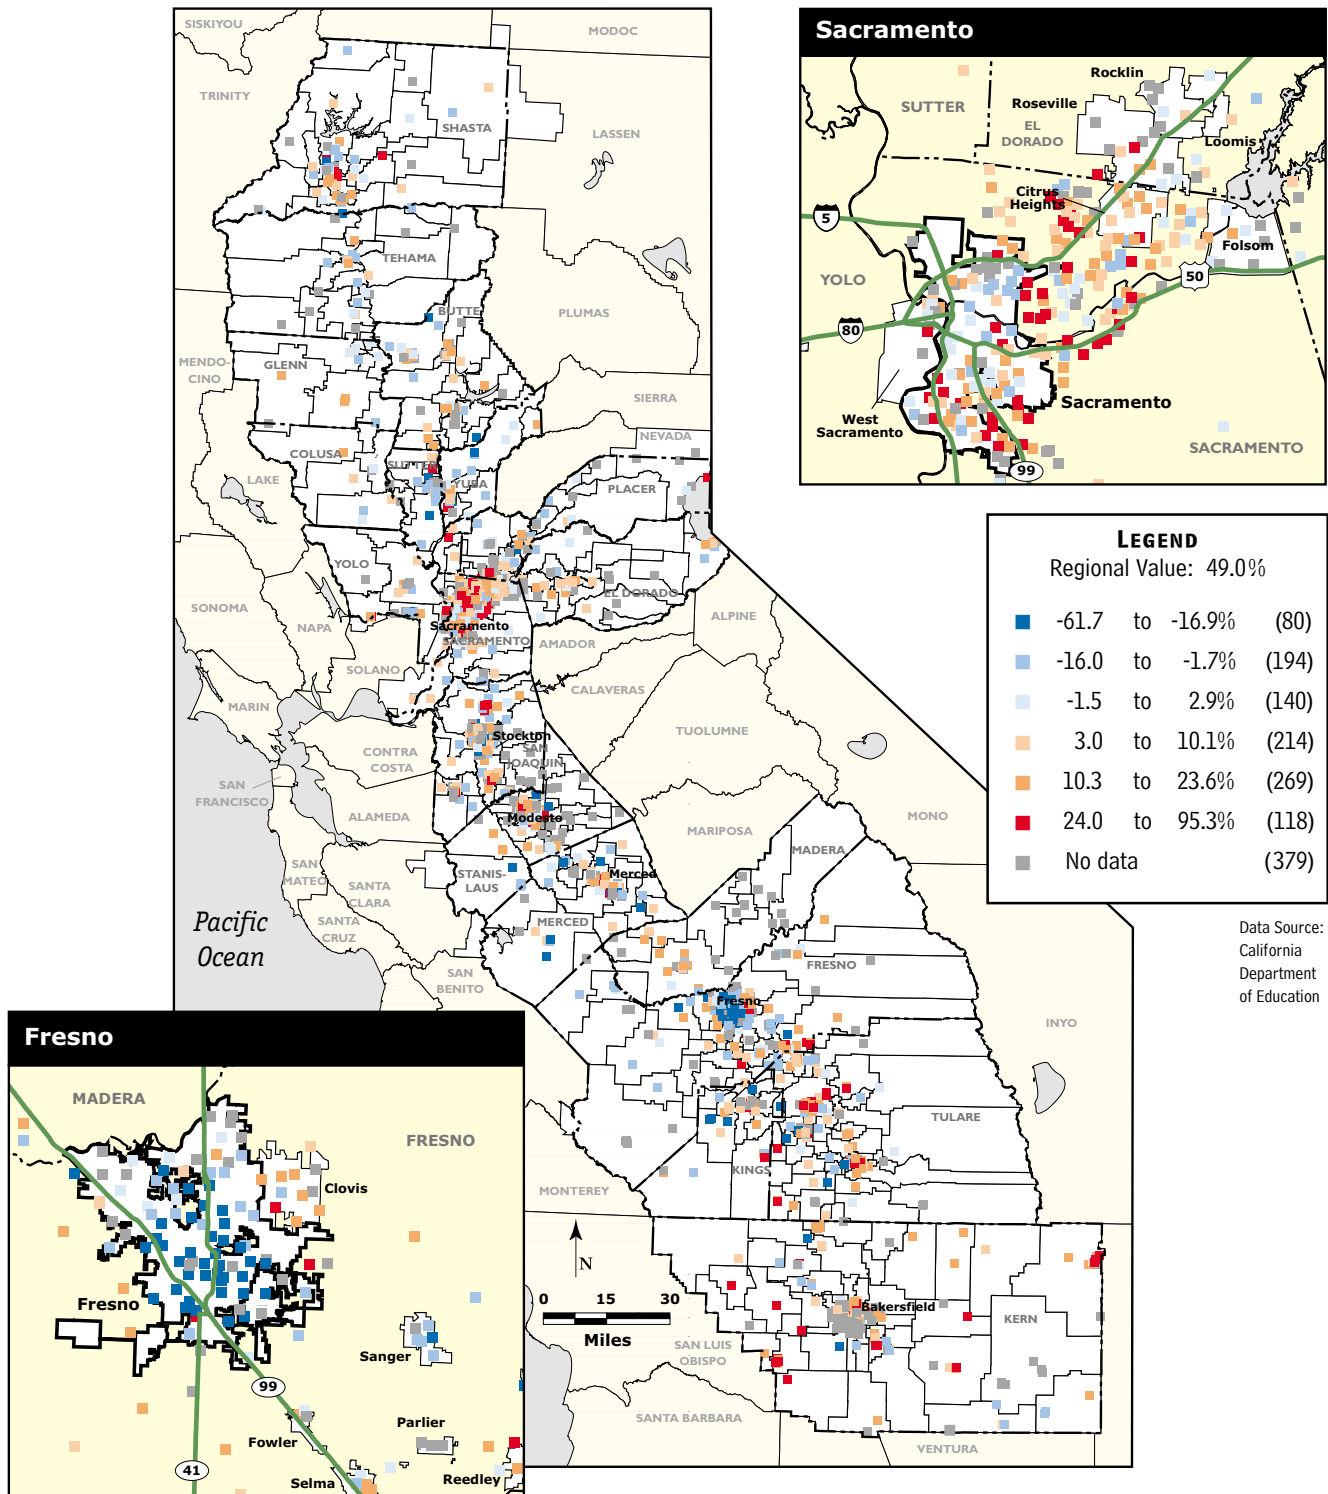 SISKIYOU
MODOC
TRINITY
SHASTA
LASSEN
TEHAMA
BUTTE
PLUMAS
MENDO-
CINO
GLENN
SIERRA
NEVADA
COLUSA
SUTTER
YUBA
LAKE
PLACER
YOLO
EL DORADO
SONOMA
NAPA
Sacramento
SACRAMENTO
ALPINE
AMADOR
SOLANO
MARIN
CALAVERAS
TUOLUMNE
CONTRA
COSTA
Stockton
SAN
JOAQUIN
SAN
FRANCISCO
ALAMEDA
Modesto
MARIPOSA
MONO
SAN
MATEO
SANTA
CLARA
STANIS-
LAUS
Merced
MADERA
SANTA
CRUZ
MERCED
Pacific
Ocean
SAN
BENITO
FRESNO
Fresno
INYO
TULARE
KINGS
MONTEREY
N
0 15 30
Miles
Bakersfield
KERN
SAN LUIS
OBISPO
SANTA BARBARA
VENTURA
Sacramento
Rocklin
SUTTER
Roseville
EL
DORADO
Loomis
Citrus
Heights
5
Folsom
YOLO
50
80
West
Sacramento
Sacramento
SACRAMENTO
99
LEGEND
Regional Value: 49.0%
-61.7 to -16.9% (80)
-16.0 to -1.7% (194)
-1.5 to 2.9% (140)
3.0 to 10.1% (214)
10.3 to 23.6% (269)
24.0 to 95.3% (118)
No data (379)
Data Source:
California
Department
of Education
Fresno
MADERA
FRESNO
Clovis
Fresno
Sanger
99
Parlier
Fowler
41
Selma
Reedley